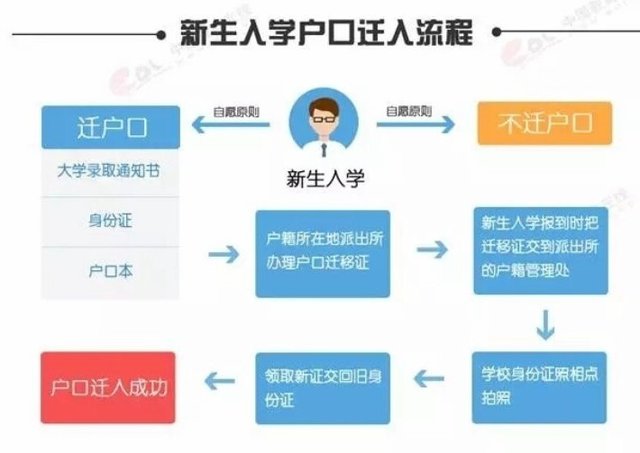 新生入学户口迁入流程
自愿原则
自愿原则
迁户口
不迁户口
新生入学
大学录取通知书
身份证
户口本
户籍所在地派出所
办理户口迁移证
新生入学报到时把
迁移证交到派出所
的户籍管理处
学校身份证照相点
拍照
领取新证交回旧身
份证
户口迁入成功